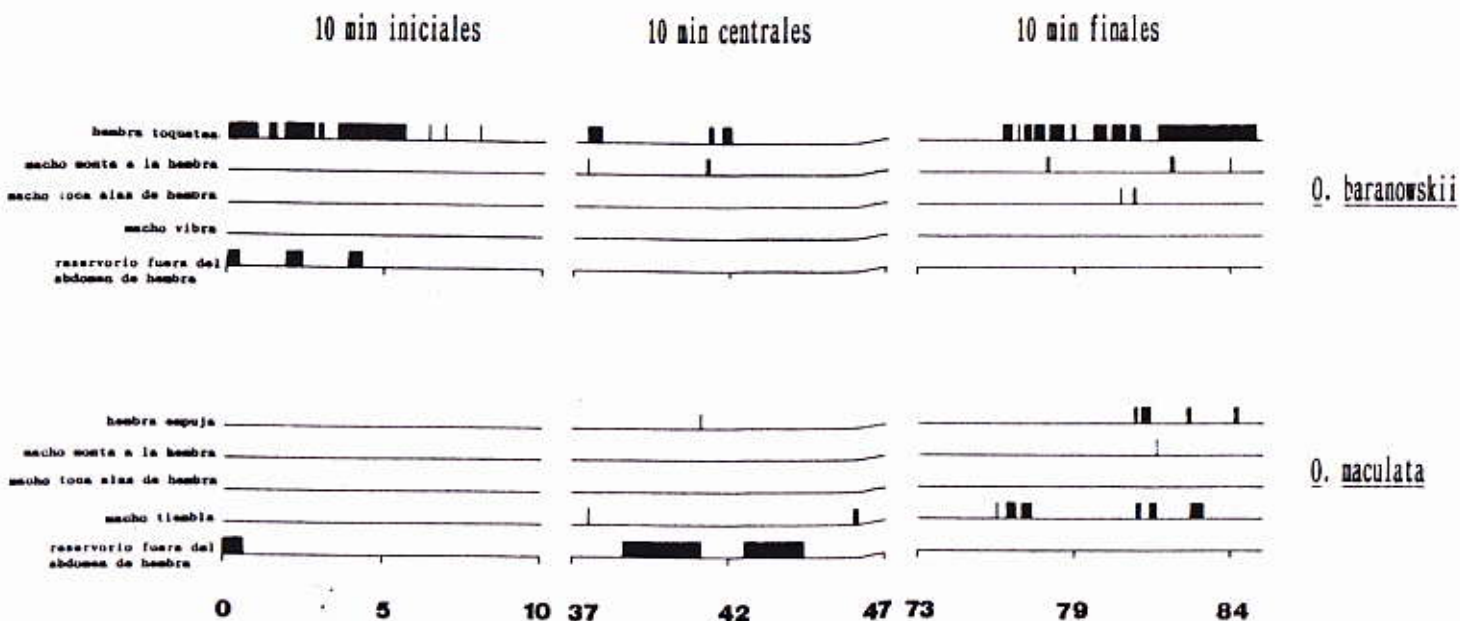 10 min iniciales 10 min centrales 10 min finales
hembra toquetea
macho monta a la hembra
macho toca alas de hembra
macho vibra
reservorio fuera del
abdomen de hembra
O. baranowskii
hembra empuja
macho monta a la hembra
macho toca alas de hembra
macho tiembla
reservorio fuera del
abdomen de hembra
O. maculata
0 5 10 37 42 47 73 79 84